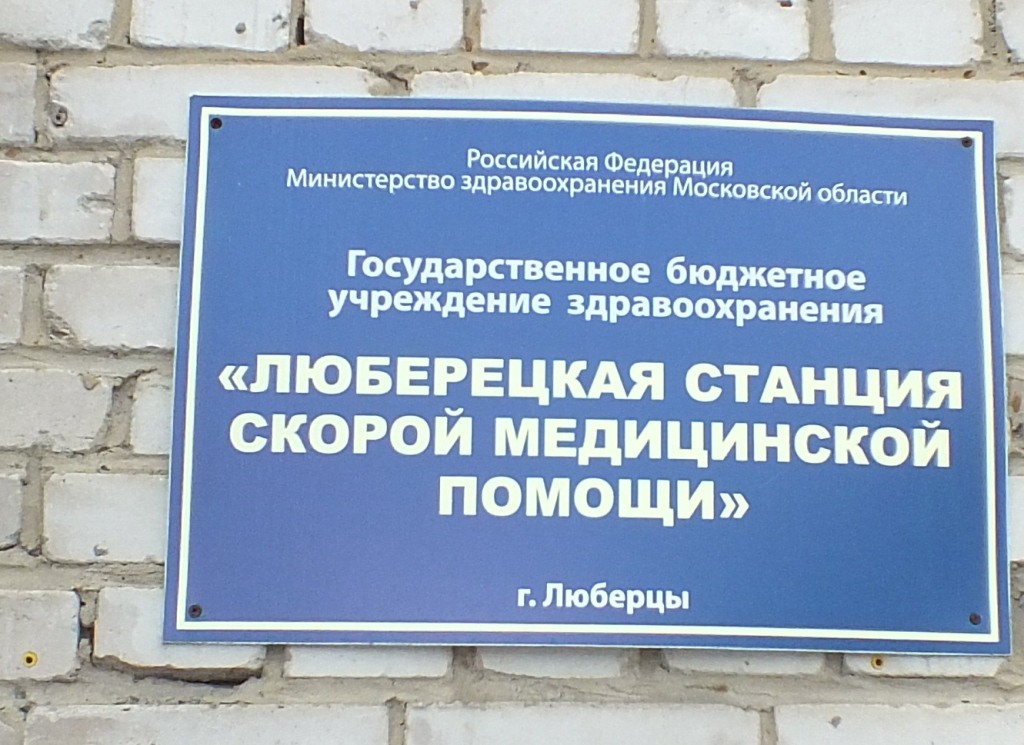 Российская Федерация
Министерство здравоохранения Московской области
Государственное бюджетное
учреждение здравоохранения
«ЛЮБЕРЕЦКАЯ СТАНЦИЯ
СКОРОЙ МЕДИЦИНСКОЙ
ПОМОЩИ»
г. Люберцы